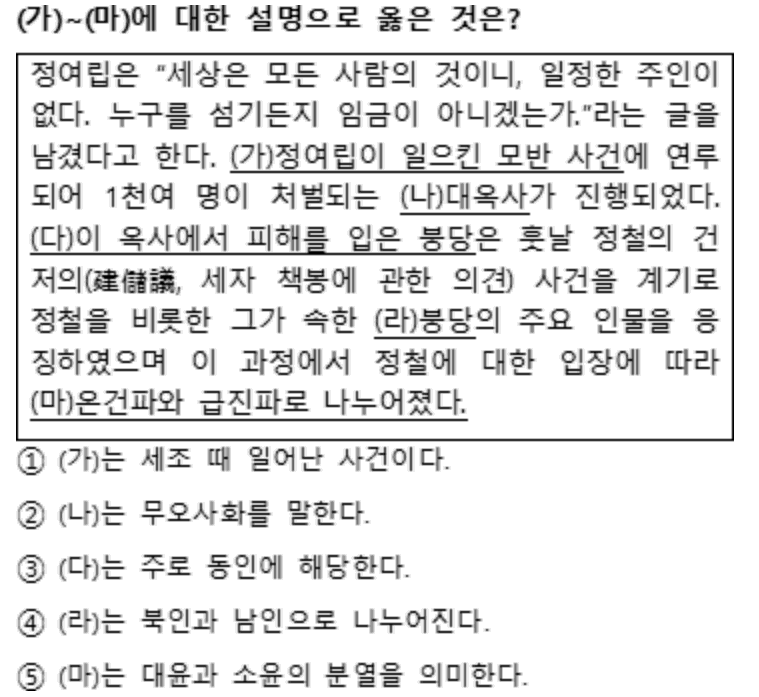 (가)~(마)에 대한 설명으로 옳은 것은?
정여립은 "세상은 모든 사람의 것이니, 일정한 주인이
없다. 누구를 섬기든지 임금이 아니겠는가."라는 글을
남겼다고 한다. (가)정여립이 일으킨 모반 사건에 연루
되어 1천여 명이 처벌되는 (나)대옥사가 진행되었다.
(다)이 옥사에서 피해를 입은 붕당은 훗날 정철의 건
저의(建儲議, 세자 책봉에 관한 의견) 사건을 계기로
정철을 비롯한 그가 속한 (라)붕당의 주요 인물을 응
징하였으며 이 과정에서 정철에 대한 입장에 따라
(마)온건파와 급진파로 나누어졌다.
① (가)는 세조 때 일어난 사건이다.
② (나)는 무오사화를 말한다.
③ (다)는 주로 동인에 해당한다.
④ (라)는 북인과 남인으로 나누어진다.
⑤ (마)는 대윤과 소윤의 분열을 의미한다.